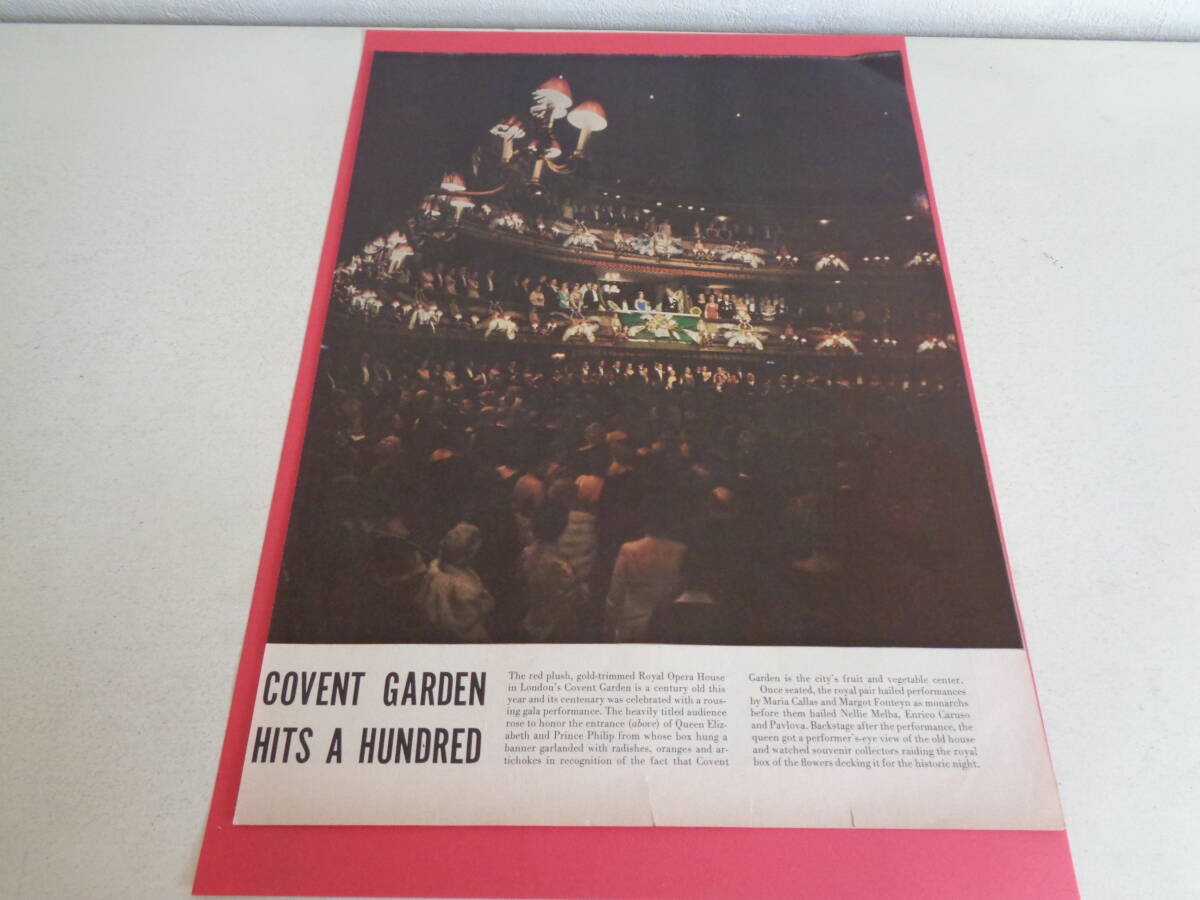 COVENT GARDEN
HITS A HUNDRED
The red plush, gold-trimmed Royal Opera House
in London's Covent Garden is a century old this
year and its centenary was celebrated with a rous-
ing gala performance. The heavily titled audience
rose to honor the entrance (above) of Queen Eliz-
abeth and Prince Philip from whose box hung a
banner garlanded with radishes, oranges and ar-
tichokes in recognition of the fact that Covent
Garden is the city's fruit and vegetable center.
Once seated, the royal pair hailed performances
by Maria Callas and Margot Fonteyn as monarchs
before them hailed Nellie Melba, Enrico Caruso
and Pavlova. Backstage after the performance, the
queen got a performer's-eye view of the old house
and watched souvenir collectors raiding the royal
box of the flowers decking it for the historic night.